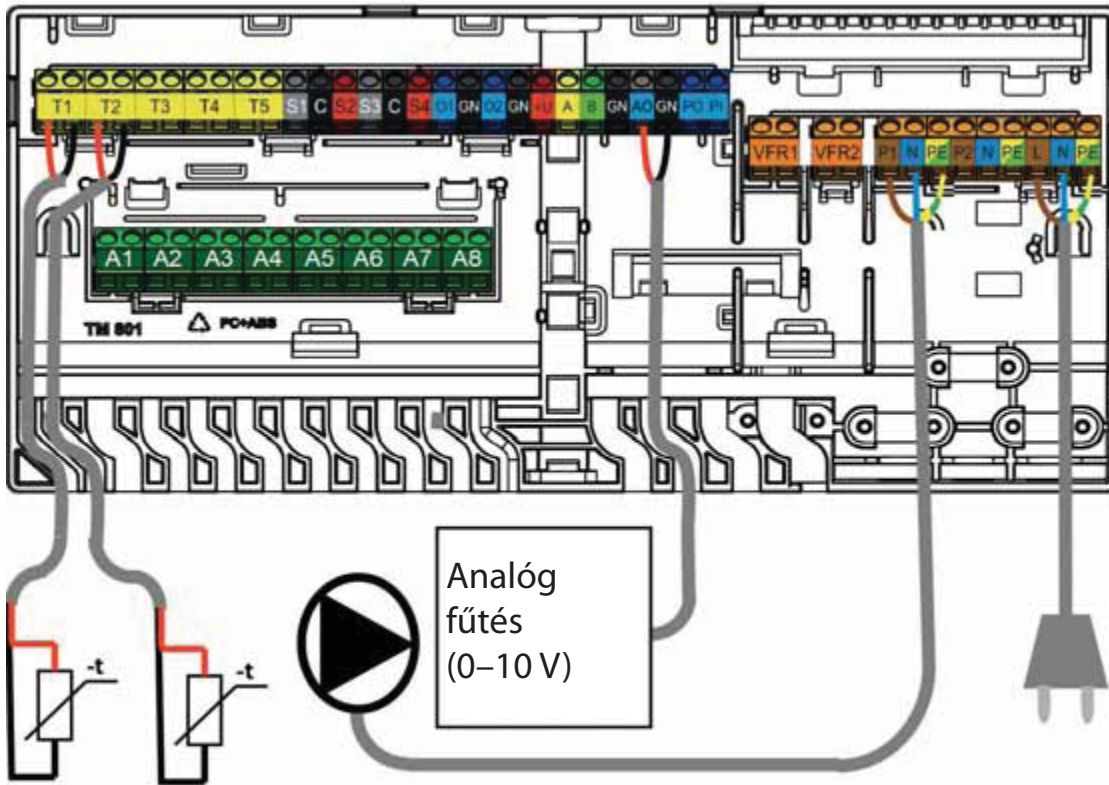 T1 T2 T3 T4 T5 S1 C S2 S3 C S4 O1 GN O2 GN +U A B GN AO GN PO PI
VFR1 VFR2 P1 N PE P2 N PE L N PE
A1 A2 A3 A4 A5 A6 A7 A8
TM 801 PC+ABS
Analóg
fűtés
(0–10 V)
-t
-t